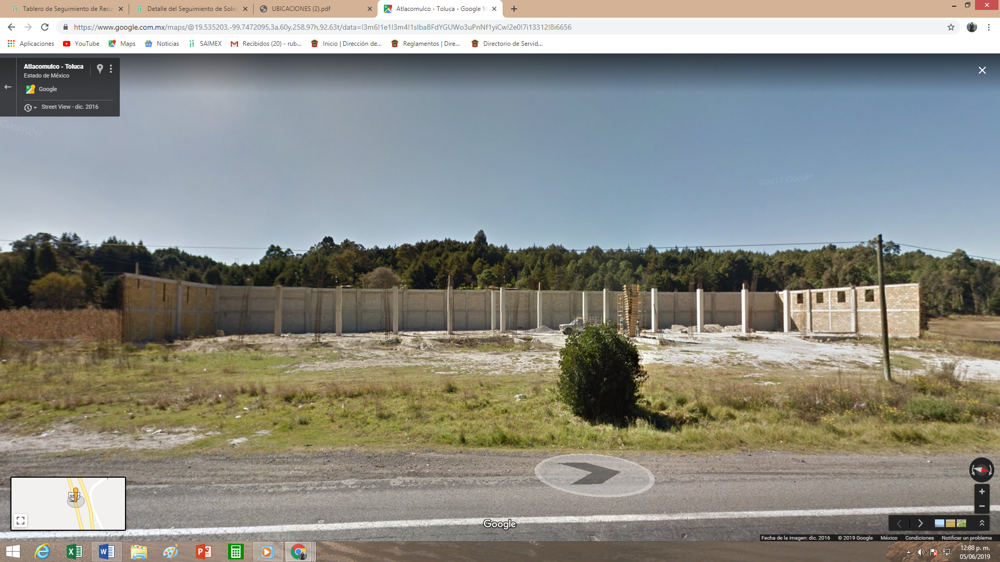 Tablero de Seguimiento de Recu
Detalle del Seguimiento de Solici
UBICACIONES (2).pdf
Atlacomulco - Toluca - Google M
https://www.google.com.mx/maps/@19.535203,-99.7472095,3a,60y,258.97h,92.63t/data=!3m6!1e1!3m4!1sIbaBFdYGUWo3uPnNf1yiCw!2e0!7i13312!8i6656
Aplicaciones
YouTube
Maps
Noticias
SAIMEX
Recibidos (20) - rub...
Inicio | Dirección de...
Reglamentos | Dire...
Directorio de Servid...
Atlacomulco - Toluca
Estado de México
Google
Street View - dic. 2016
Google
©2017 Google
55
Google
Fecha de la imagen: dic. 2016
© 2019 Google
México
Condiciones
Notificar un problema
12:08 p. m.
05/06/2019